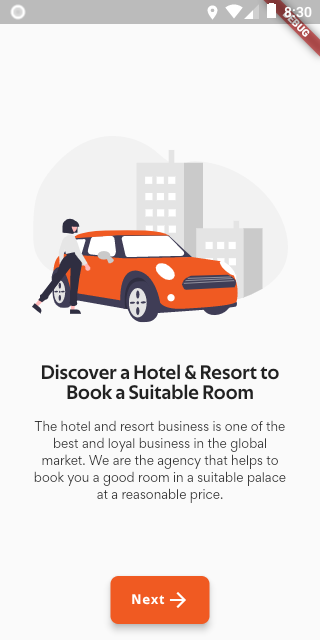 8:30
DEBUG
Discover a Hotel & Resort to
Book a Suitable Room
The hotel and resort business is one of the
best and loyal business in the global
market. We are the agency that helps to
book you a good room in a suitable palace
at a reasonable price.
Next